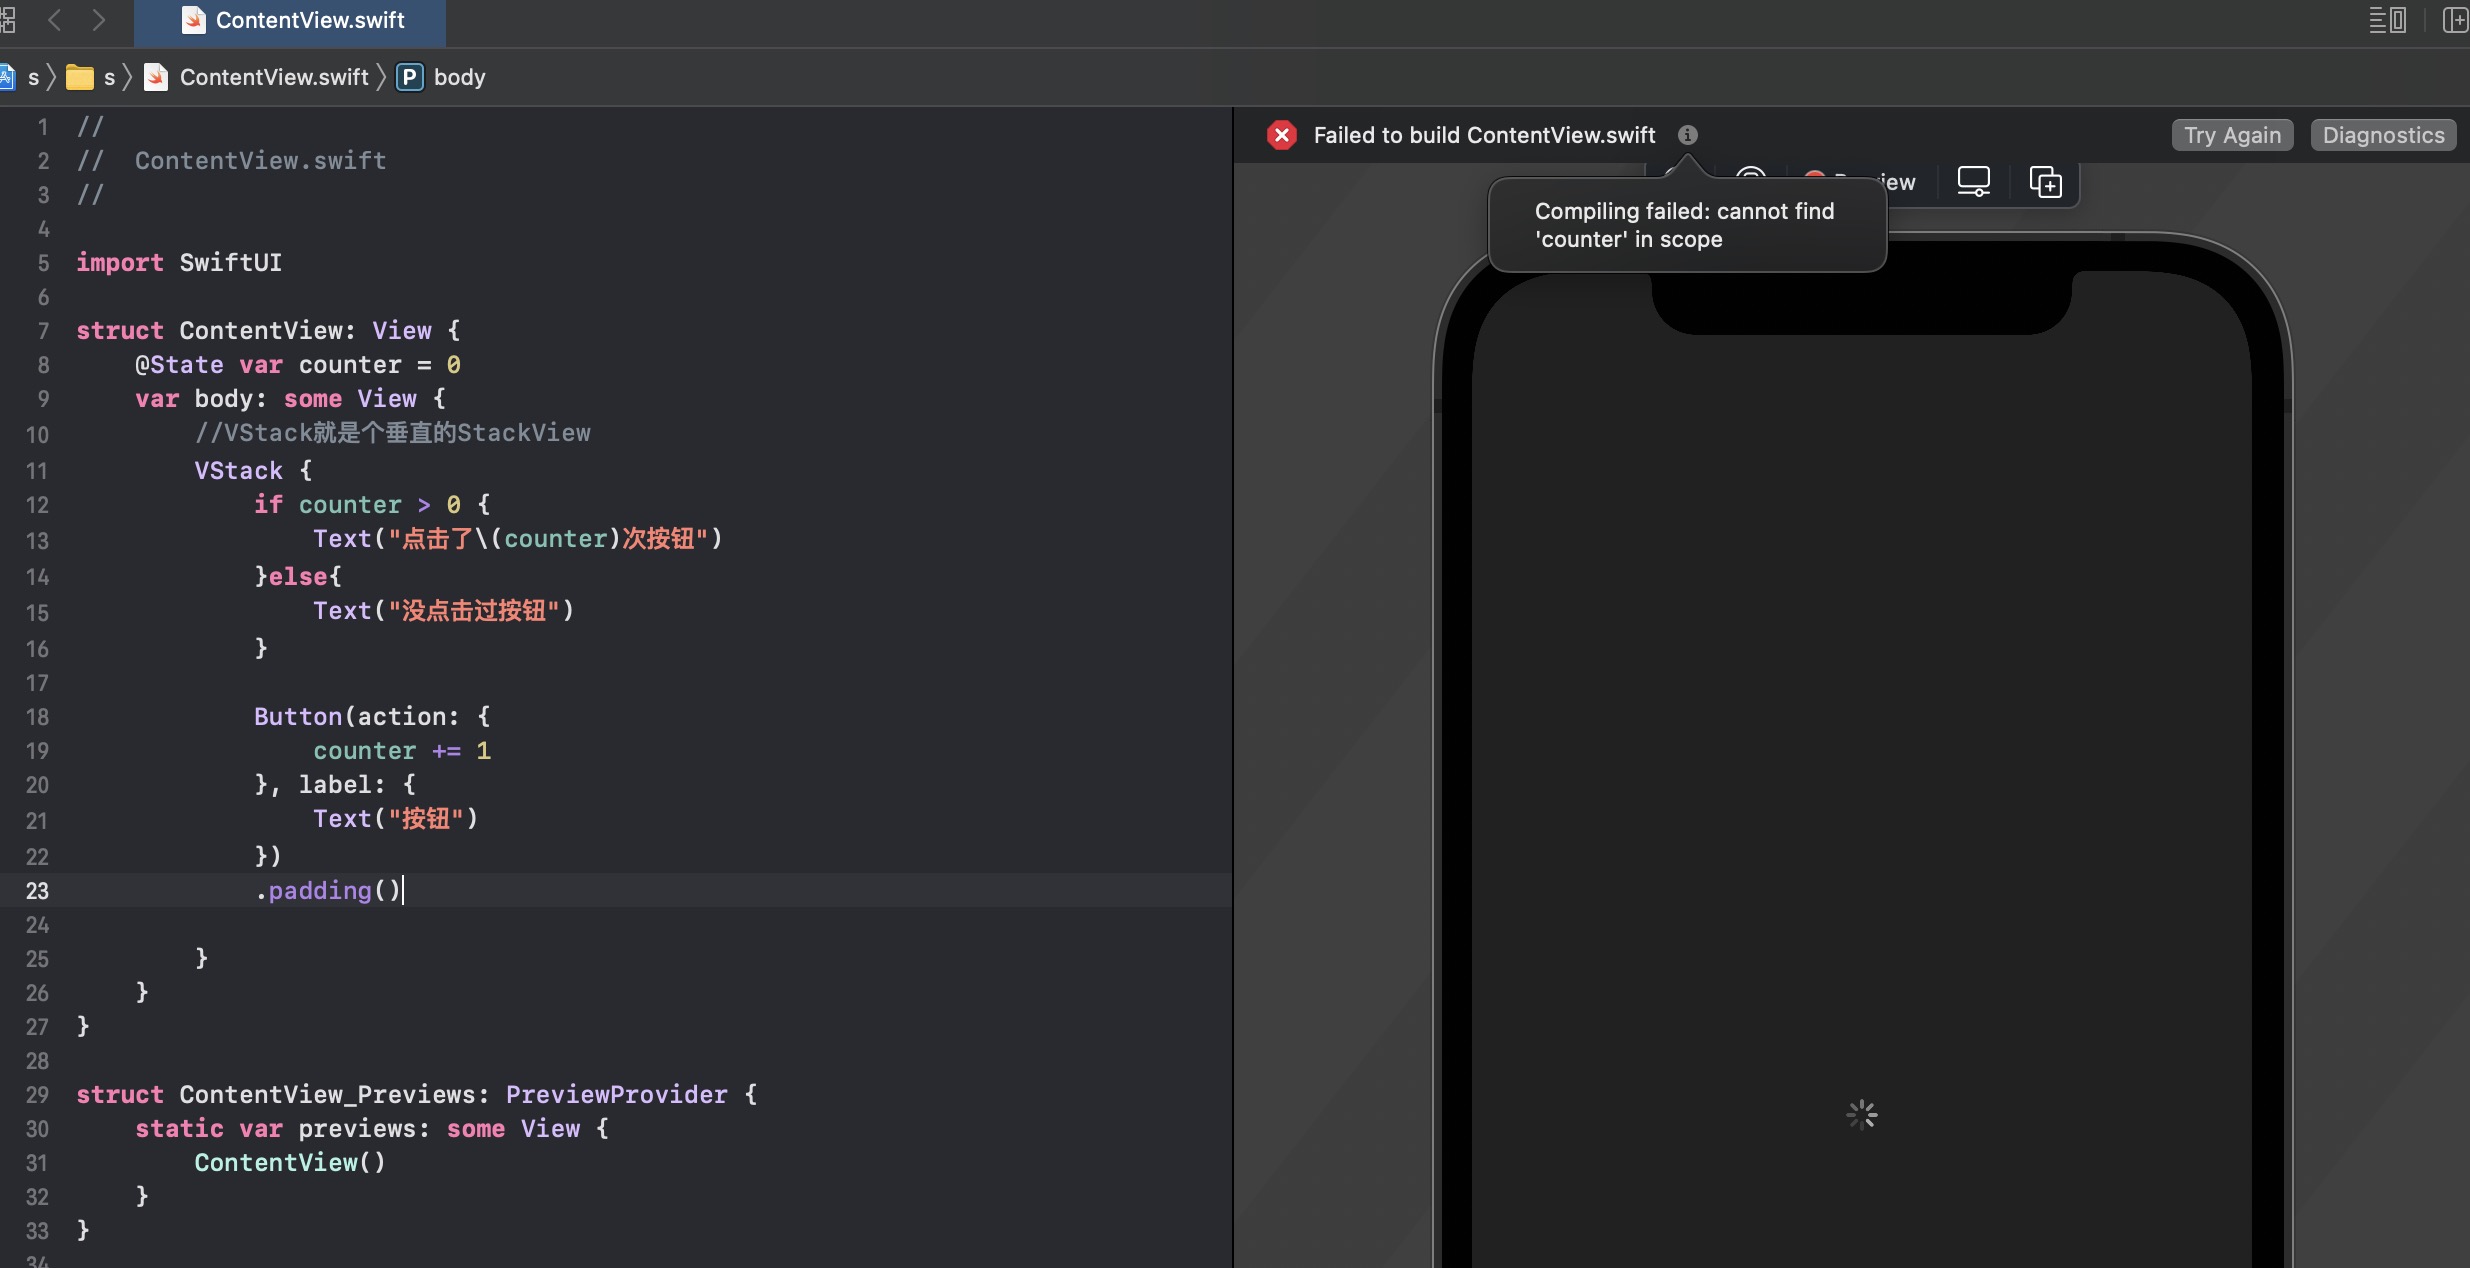 ContentView.swift
s 〉 s 〉 ContentView.swift 〉 P body
1 //
2 //  ContentView.swift
3 //
4
5 import SwiftUI
6
7 struct ContentView: View {
8     @State var counter = 0
9     var body: some View {
10         //VStack就是个垂直的StackView
11         VStack {
12             if counter > 0 {
13                 Text("点击了\(counter)次按钮")
14             }else{
15                 Text("没点击过按钮")
16             }
17
18             Button(action: {
19                 counter += 1
20             }, label: {
21                 Text("按钮")
22             })
23             .padding()
24
25         }
26     }
27 }
28
29 struct ContentView_Previews: PreviewProvider {
30     static var previews: some View {
31         ContentView()
32     }
33 }
34
Failed to build ContentView.swift
Try Again
Diagnostics
Compiling failed: cannot find
'counter' in scope